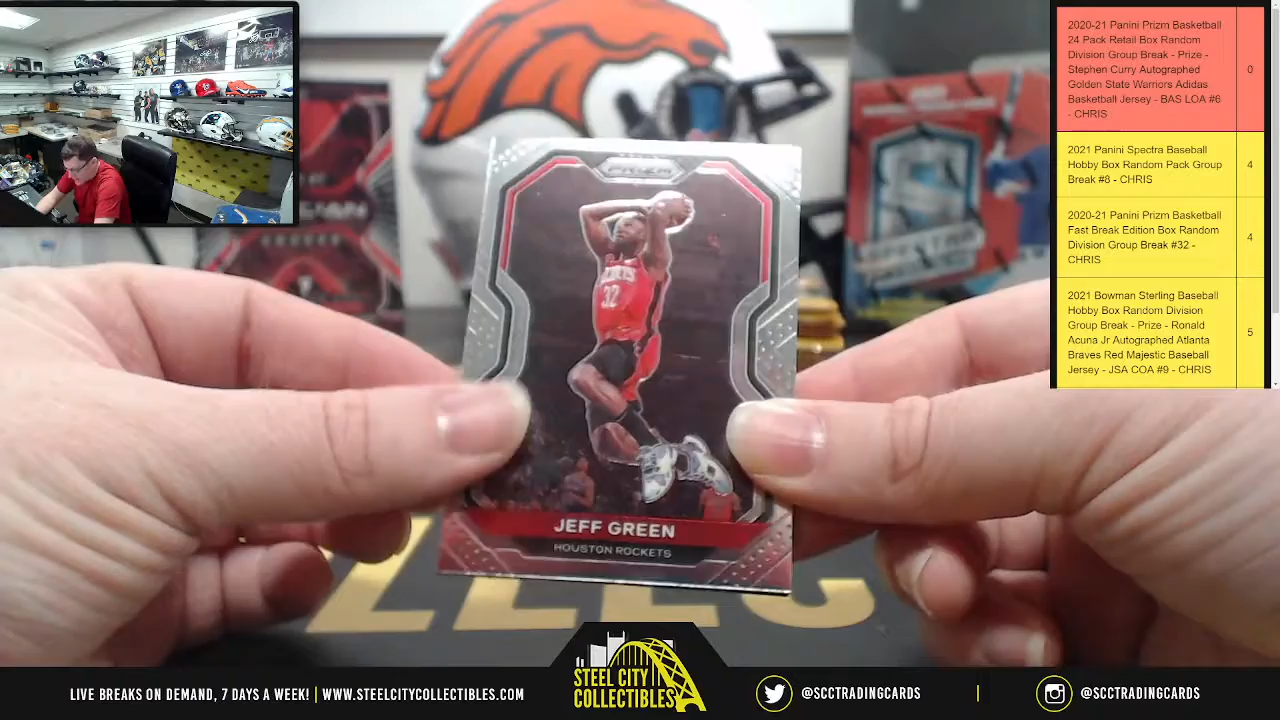 2020-21 Panini Prizm Basketball
24 Pack Retail Box Random
Division Group Break - Prize -
Stephen Curry Autographed
Golden State Warriors Adidas
Basketball Jersey - BAS LOA #6
- CHRIS
0
2021 Panini Spectra Baseball
Hobby Box Random Pack Group
Break #8 - CHRIS
4
2020-21 Panini Prizm Basketball
Fast Break Edition Box Random
Division Group Break #32 -
CHRIS
4
2021 Bowman Sterling Baseball
Hobby Box Random Division
Group Break - Prize - Ronald
Acuna Jr Autographed Atlanta
Braves Red Majestic Baseball
Jersey - JSA COA #9 - CHRIS
5
PRIZM
32
JEFF GREEN
HOUSTON ROCKETS
LIVE BREAKS ON DEMAND, 7 DAYS A WEEK! | WWW.STEELCITYCOLLECTIBLES.COM
STEEL CITY
COLLECTIBLES
@SCCTRADINGCARDS
|
@SCCTRADINGCARDS